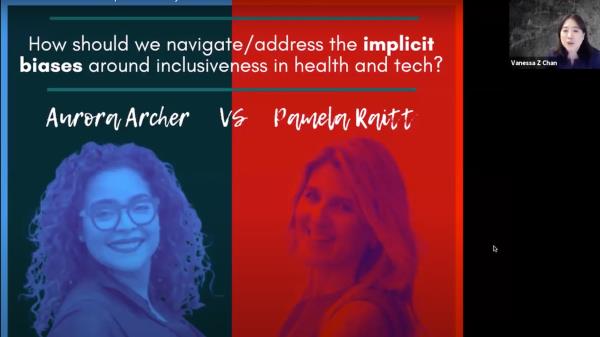 How should we navigate/address the implicit
biases around inclusiveness in health and tech?
Aurora Archer VS Pamela Raitt
Vanessa Z Chan